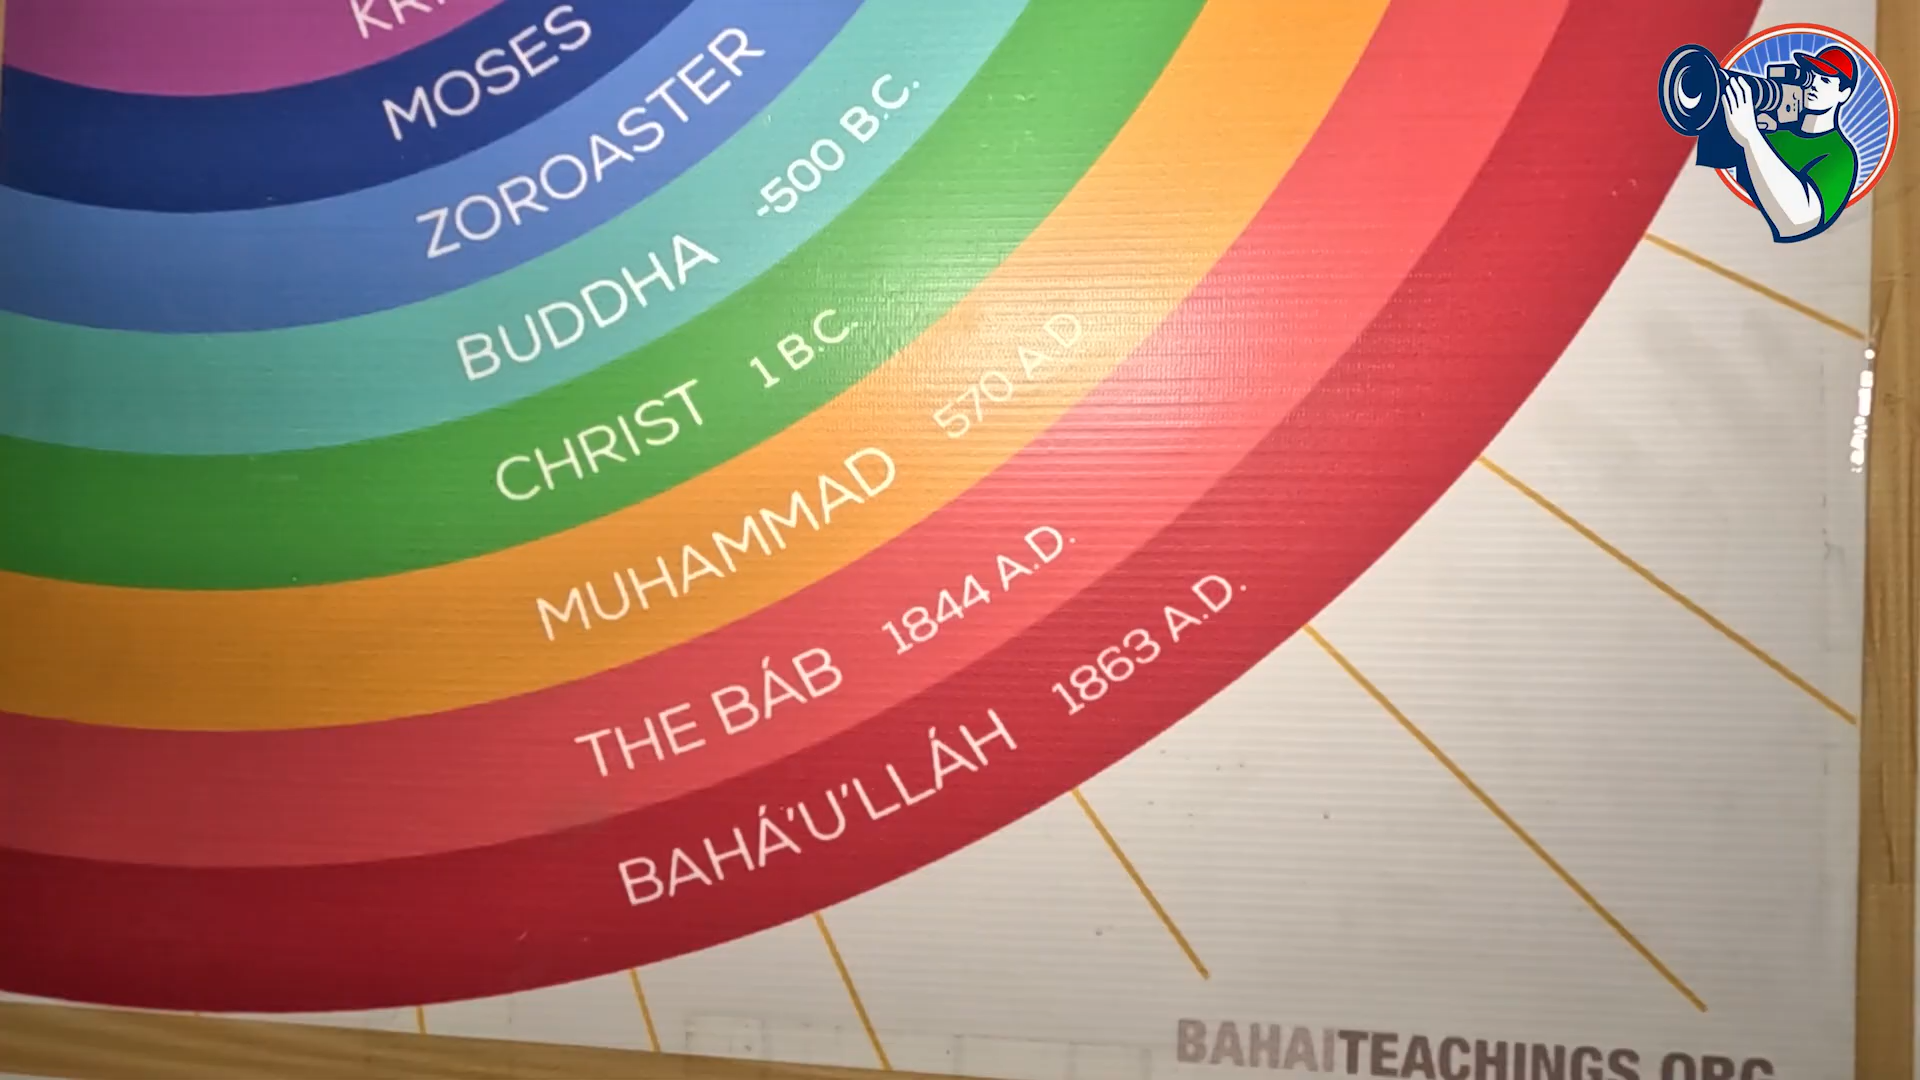 MOSES
ZOROASTER
BUDDHA -500 B.C.
CHRIST 1 B.C.
MUHAMMAD 570 A.D.
THE BÁB 1844 A.D.
BAHÁ'U'LLÁH 1863 A.D.
BAHAITEACHINGS.ORG